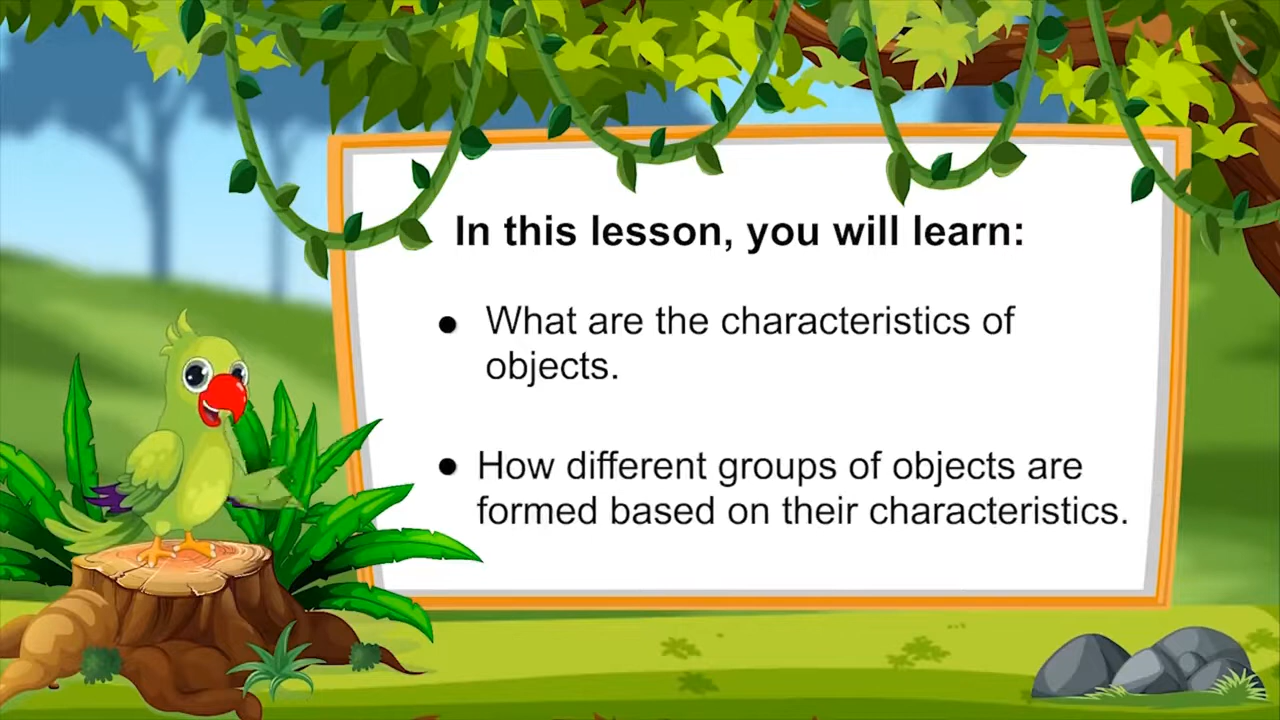 In this lesson, you will learn:
● What are the characteristics of
objects.
● How different groups of objects are
formed based on their characteristics.